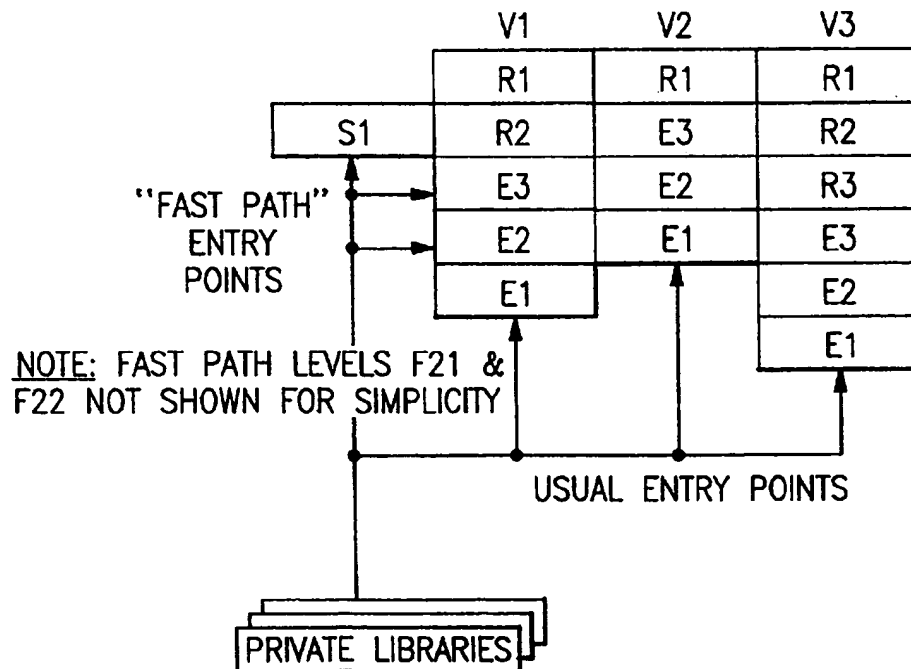 V1 V2 V3
R1 R1 R1
S1 R2 E3 R2
E3 E2 R3
"FAST PATH"
ENTRY
POINTS
E2 E1 E3
E1 E2
E1
NOTE: FAST PATH LEVELS F21 &
F22 NOT SHOWN FOR SIMPLICITY
USUAL ENTRY POINTS
PRIVATE LIBRARIES